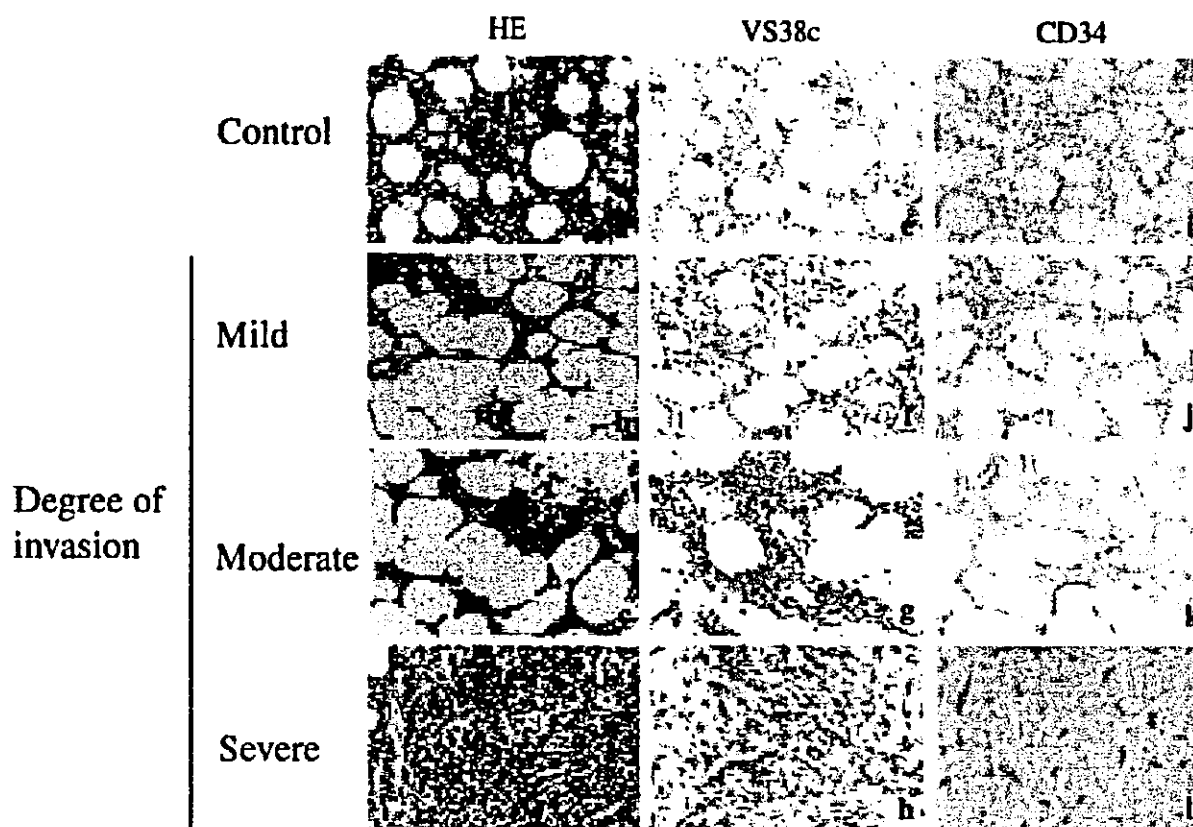 HE VS38c CD34
Control
e
Mild
b f j
Degree of
invasion
Moderate
c g k
Severe
h l